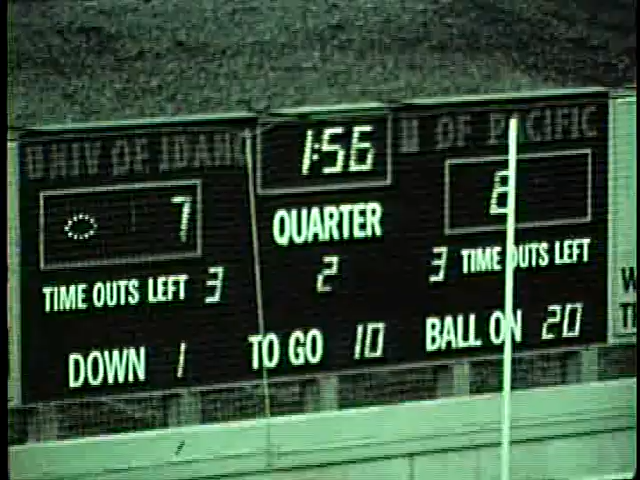 UNIV OF IDAHO 1:56 U OF PACIFIC
7 QUARTER 8
TIME OUTS LEFT 3 2 3 TIME OUTS LEFT
DOWN 1 TO GO 10 BALL ON 20